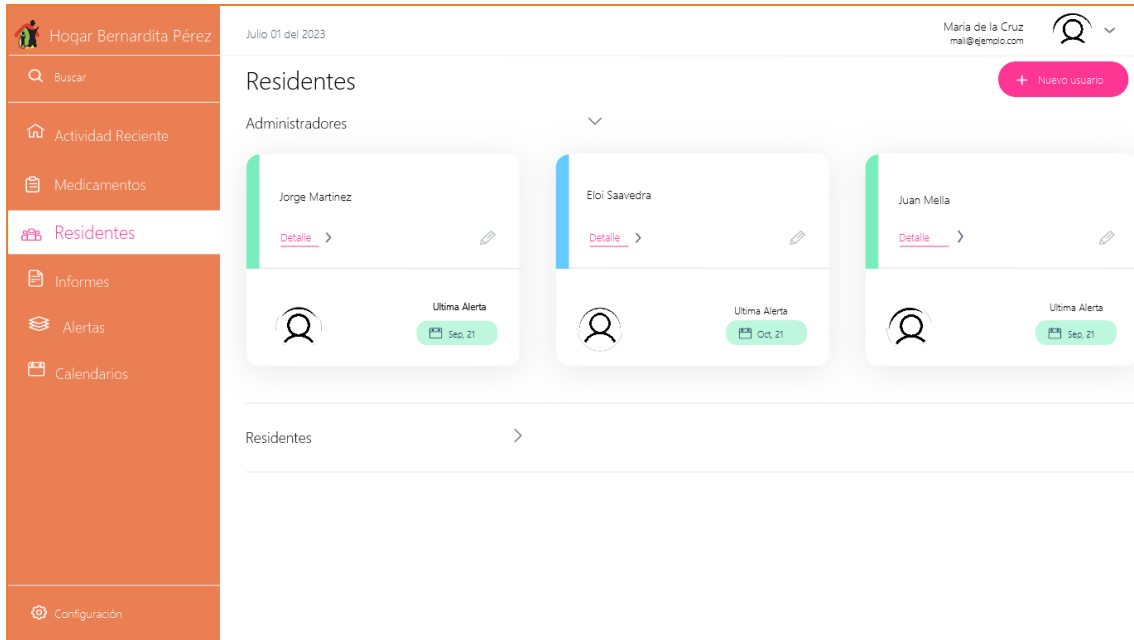 Hogar Bernardita Pérez
Julio 01 del 2023
Maria de la Cruz
mail@ejemplo.com
Buscar
Residentes
+ Nuevo usuario
Administradores
Actividad Reciente
Medicamentos
Residentes
Informes
Alertas
Calendarios
Configuración
Jorge Martinez
Detalle
Ultima Alerta
Sep, 21
Eloi Saavedra
Detalle
Ultima Alerta
Oct, 21
Juan Mella
Detalle
Ultima Alerta
Sep, 21
Residentes